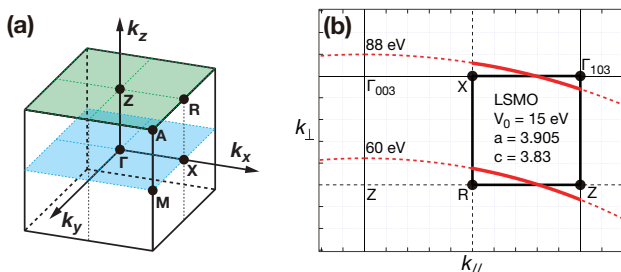 (a)
k_z
Z
R
A
Γ
k_x
X
M
k_y
(b)
88 eV
Γ_003
X
Γ_103
LSMO
V_0 = 15 eV
a = 3.905
c = 3.83
k_⊥
60 eV
Z
R
Z
k_//